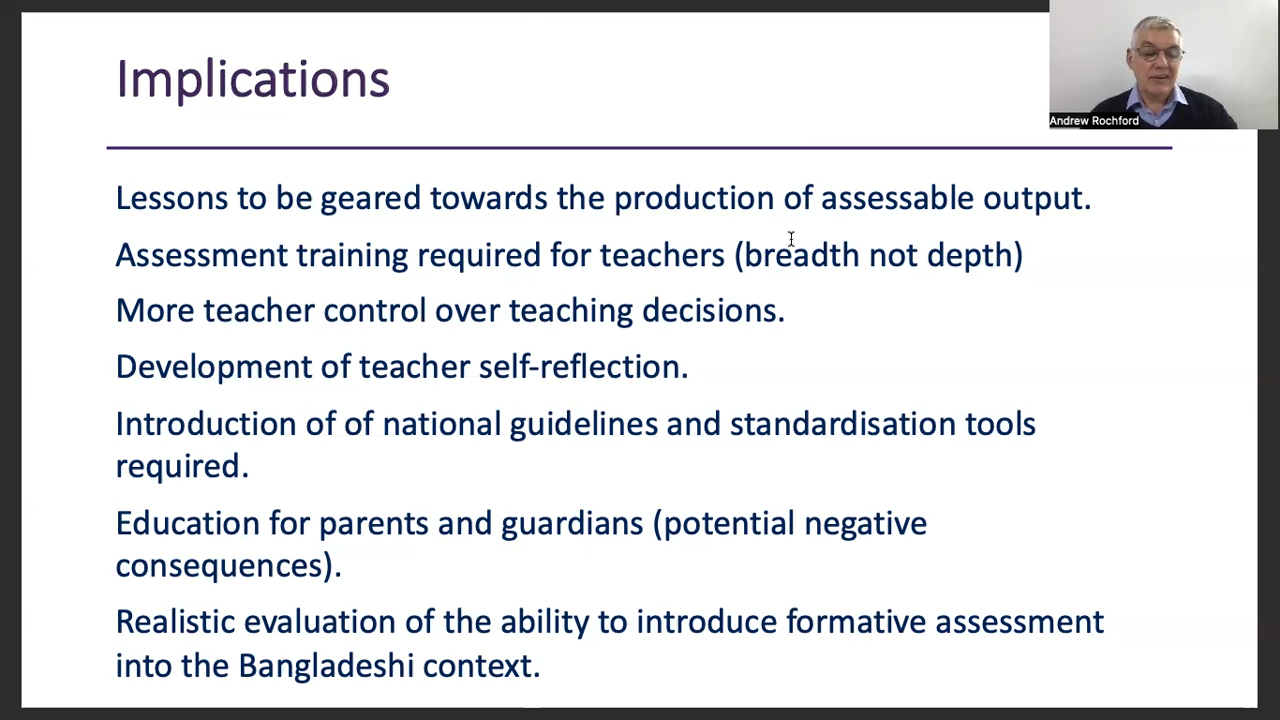 Implications
Andrew Rochford
Lessons to be geared towards the production of assessable output.
Assessment training required for teachers (breadth not depth)
More teacher control over teaching decisions.
Development of teacher self-reflection.
Introduction of of national guidelines and standardisation tools
required.
Education for parents and guardians (potential negative
consequences).
Realistic evaluation of the ability to introduce formative assessment
into the Bangladeshi context.